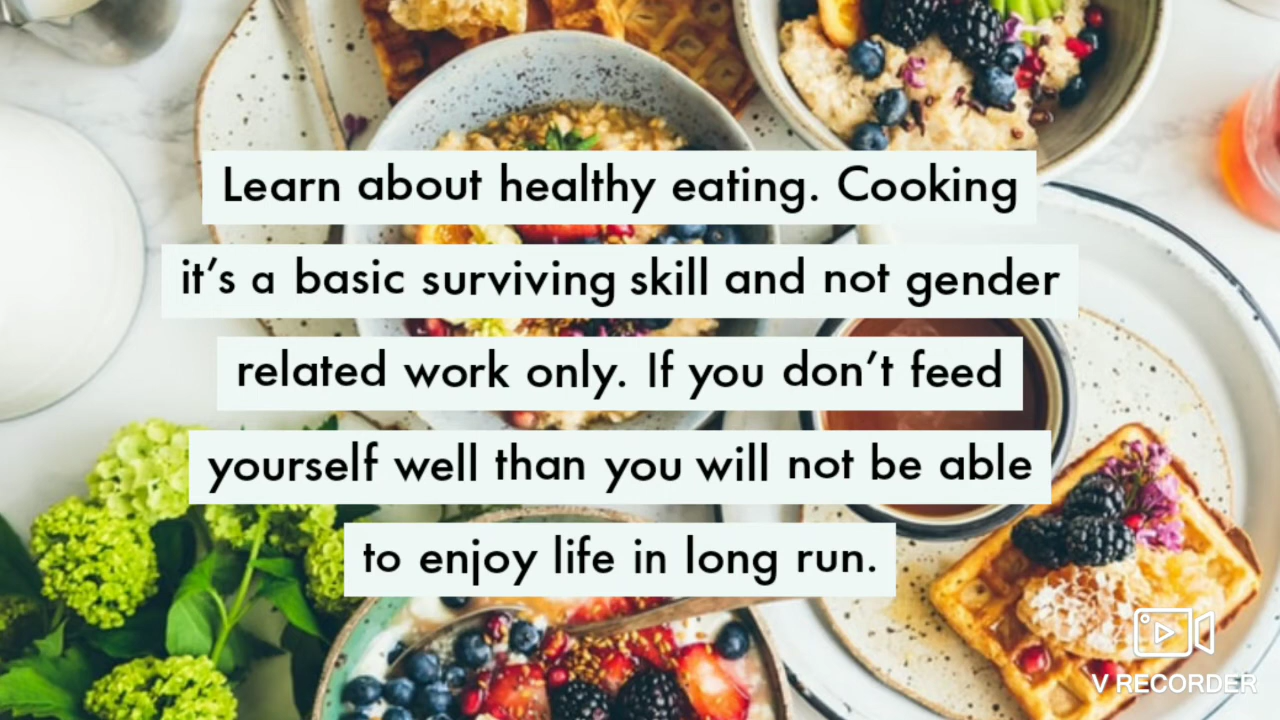 Learn about healthy eating. Cooking
it’s a basic surviving skill and not gender
related work only. If you don’t feed
yourself well than you will not be able
to enjoy life in long run.
V RECORDER